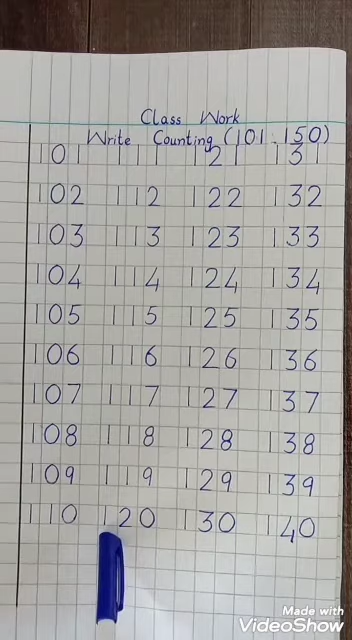 Class Work
Write Counting (101-150)
101 111 121 131
102 112 122 132
103 113 123 133
104 114 124 134
105 115 125 135
106 116 126 136
107 117 127 137
108 118 128 138
109 119 129 139
110 120 130 140
Made with
VideoShow